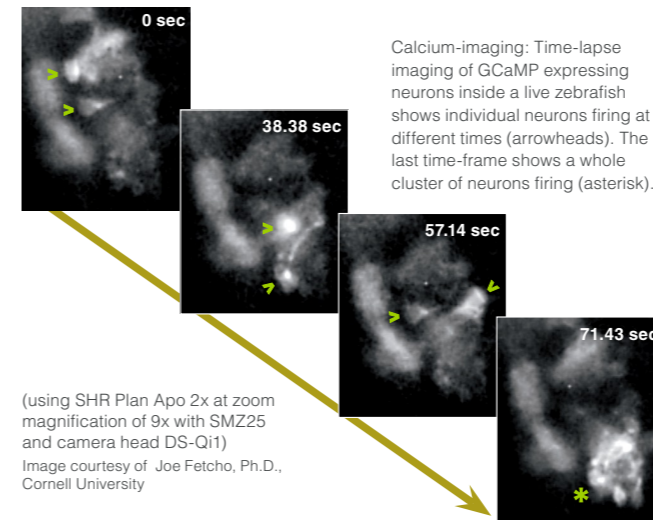 0 sec
Calcium-imaging: Time-lapse
imaging of GCaMP expressing
neurons inside a live zebrafish
shows individual neurons firing at
different times (arrowheads). The
last time-frame shows a whole
cluster of neurons firing (asterisk).
38.38 sec
57.14 sec
71.43 sec
(using SHR Plan Apo 2x at zoom
magnification of 9x with SMZ25
and camera head DS-Qi1)
Image courtesy of Joe Fetcho, Ph.D.,
Cornell University